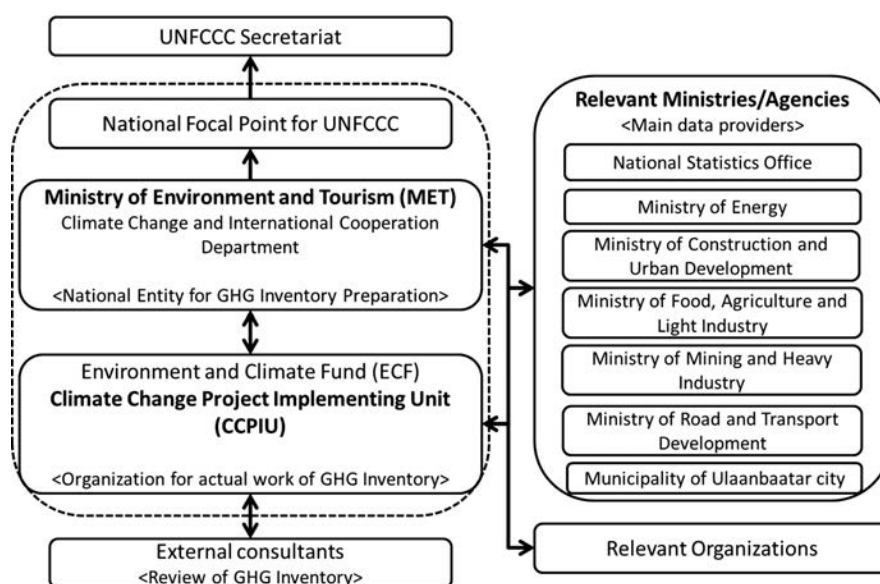 UNFCCC Secretariat
National Focal Point for UNFCCC
Ministry of Environment and Tourism (MET)
Climate Change and International Cooperation
Department
<National Entity for GHG Inventory Preparation>
Environment and Climate Fund (ECF)
Climate Change Project Implementing Unit
(CCPIU)
<Organization for actual work of GHG Inventory>
External consultants
<Review of GHG Inventory>
Relevant Ministries/Agencies
<Main data providers>
National Statistics Office
Ministry of Energy
Ministry of Construction and
Urban Development
Ministry of Food, Agriculture and
Light Industry
Ministry of Mining and Heavy
Industry
Ministry of Road and Transport
Development
Municipality of Ulaanbaatar city
Relevant Organizations